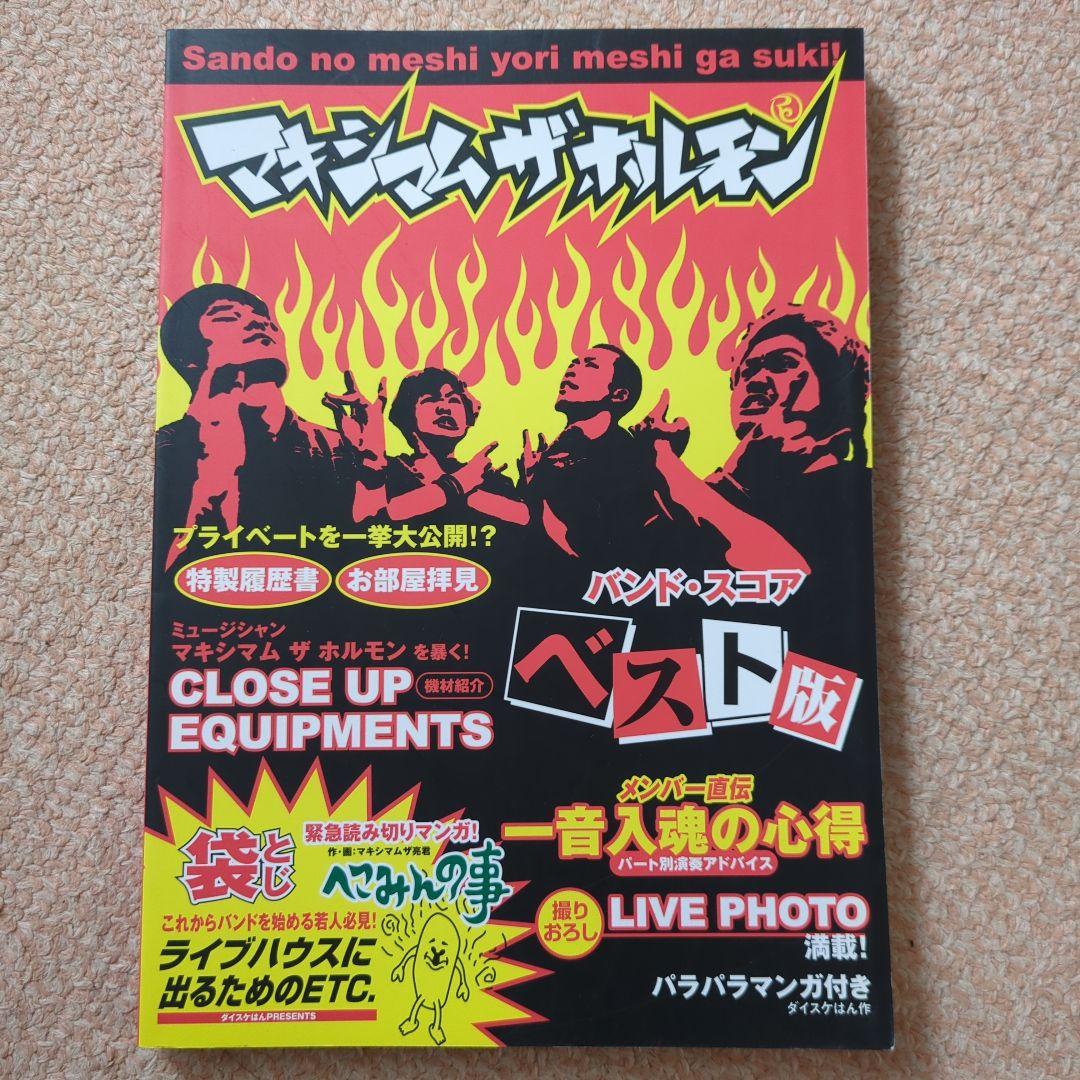 Sando no meshi yori meshi ga suki!
マキシマム ザ ホルモン
プライベートを一挙大公開!?
特製履歴書 お部屋拝見
ミュージシャン
マキシマム ザ ホルモン を暴く!
CLOSE UP 機材紹介
EQUIPMENTS
バンド・スコア
ベスト版
袋とじ
緊急読み切りマンガ!
作・画:マキシマムザ亮君
へこみんの事
これからバンドを始める若人必見!
ライブハウスに
出るためのETC.
ダイスケはんPRESENTS
メンバー直伝
一音入魂の心得
パート別演奏アドバイス
撮りおろし LIVE PHOTO
満載!
パラパラマンガ付き
ダイスケはん作